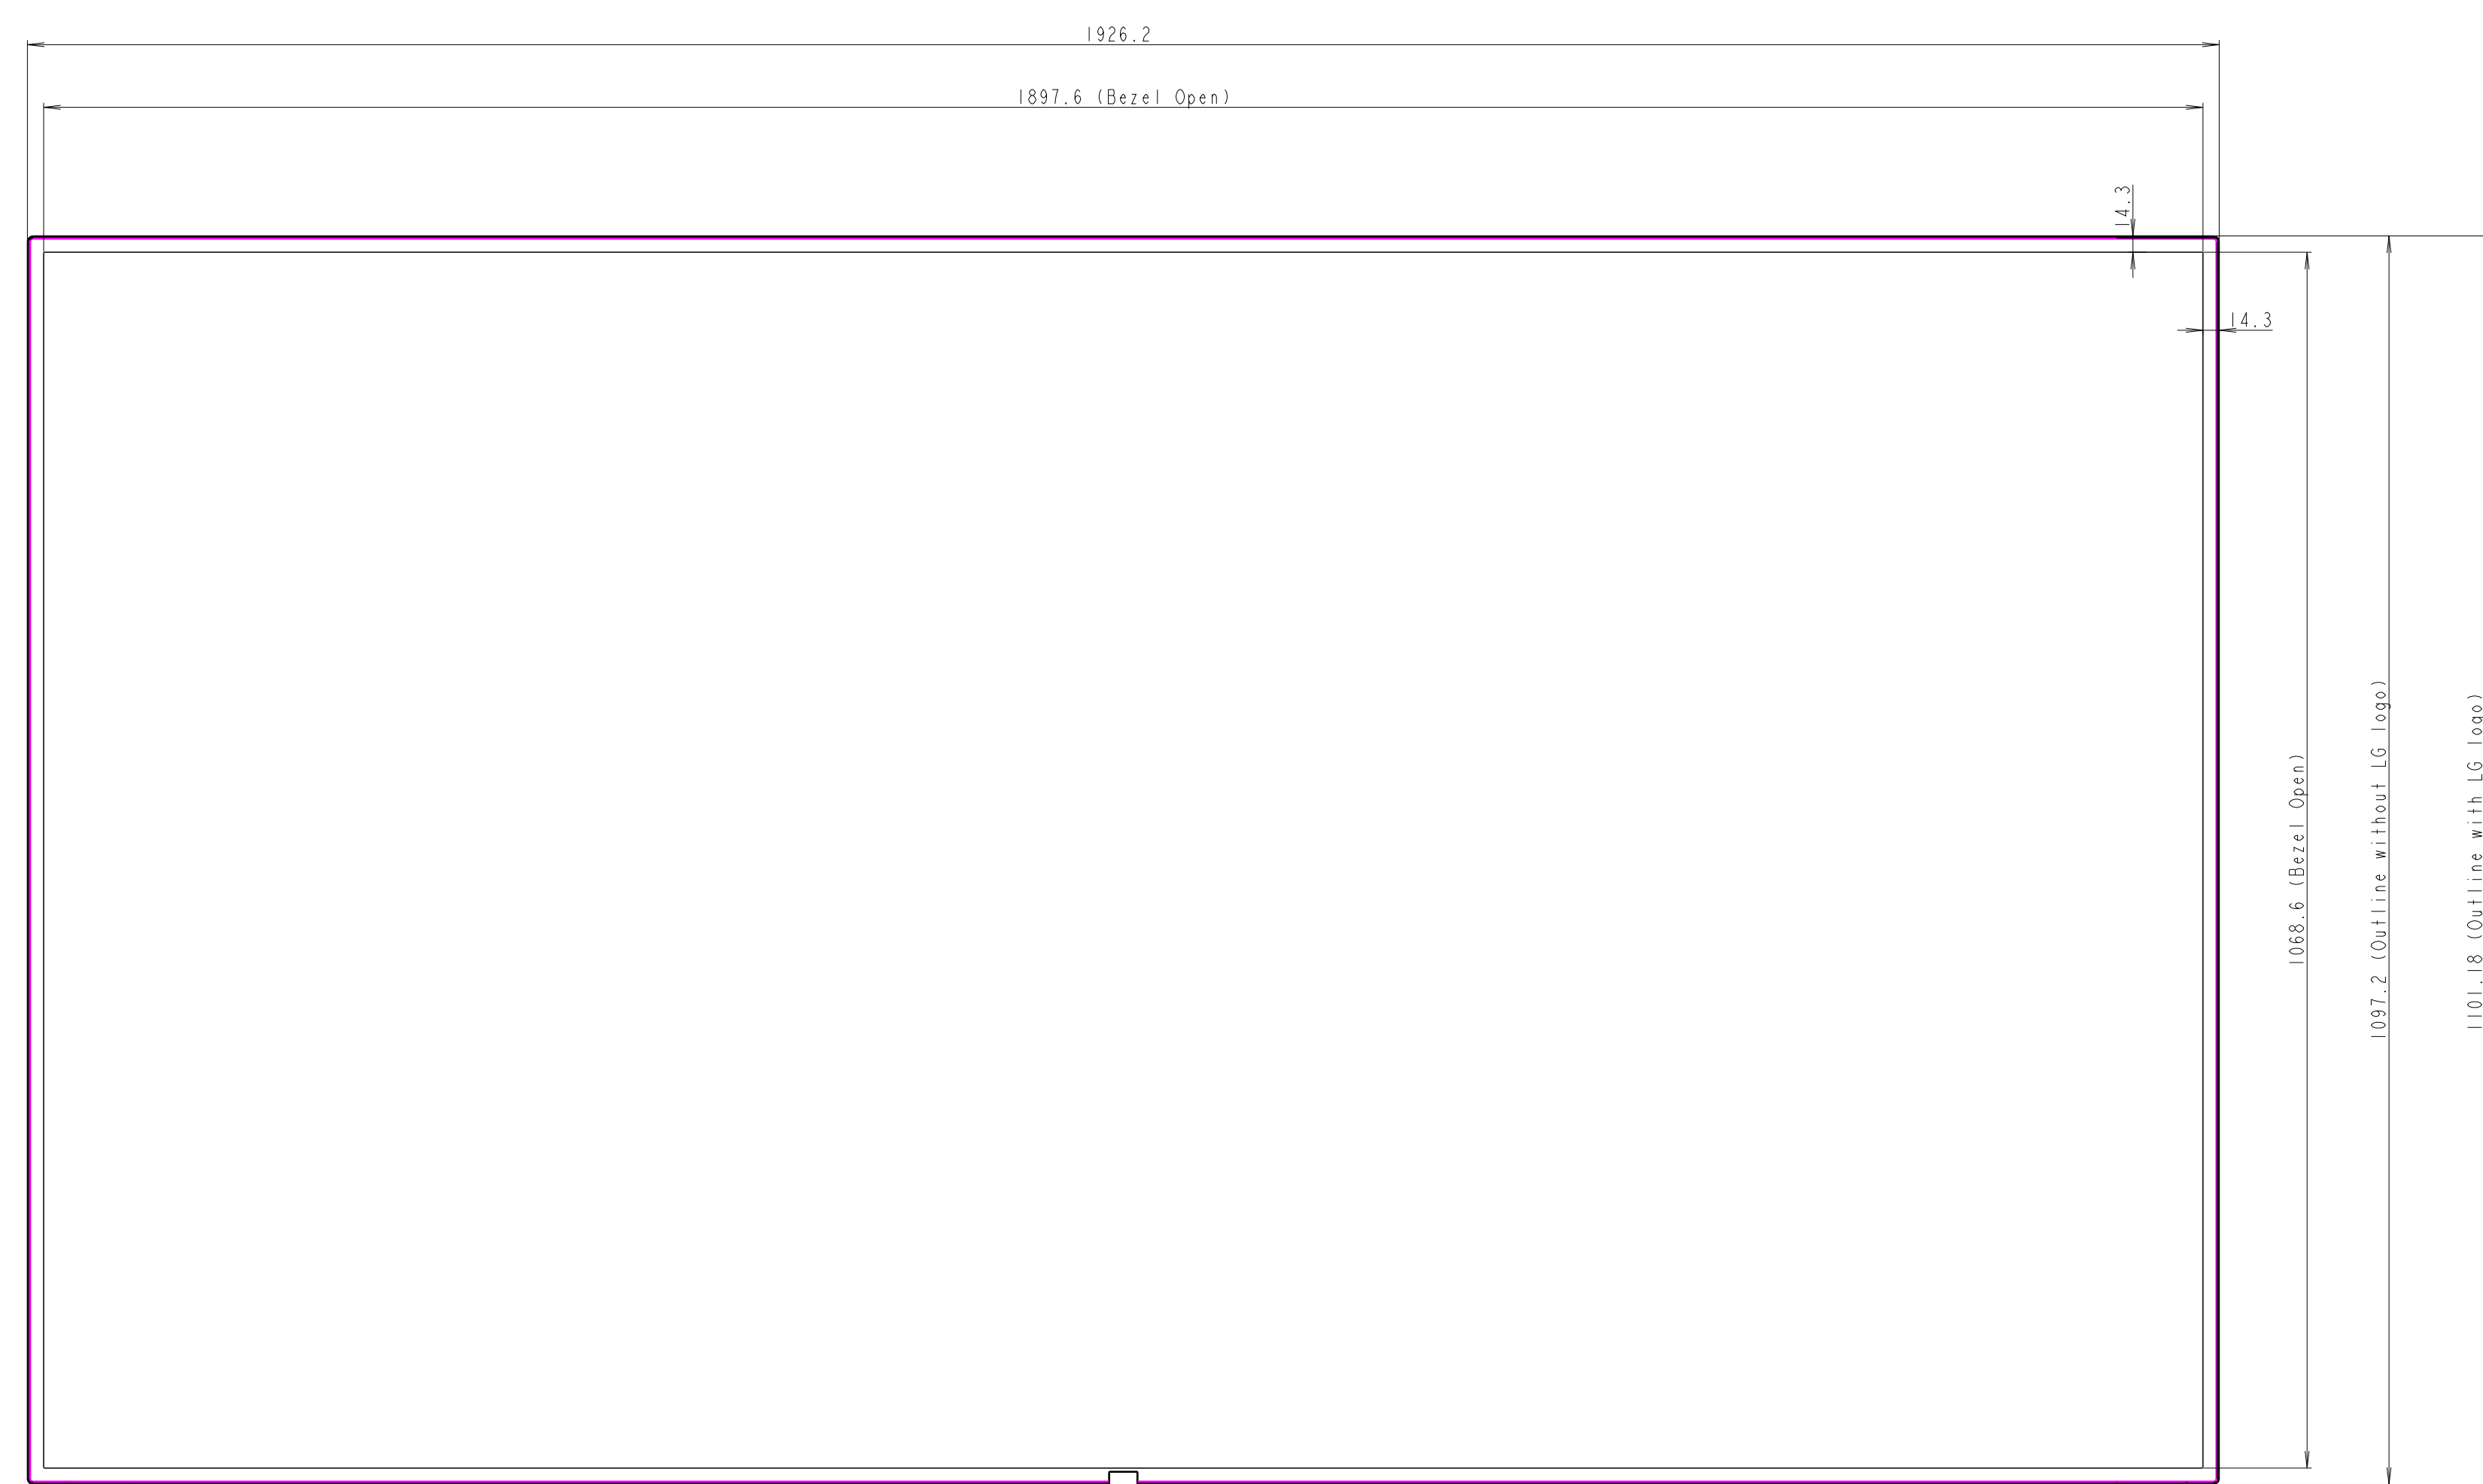 1926.2
1897.6 (Bezel Open)
14.3
14.3
1068.6 (Bezel Open)
1097.2 (Outline without LG logo)
1101.18 (Outline with LG logo)